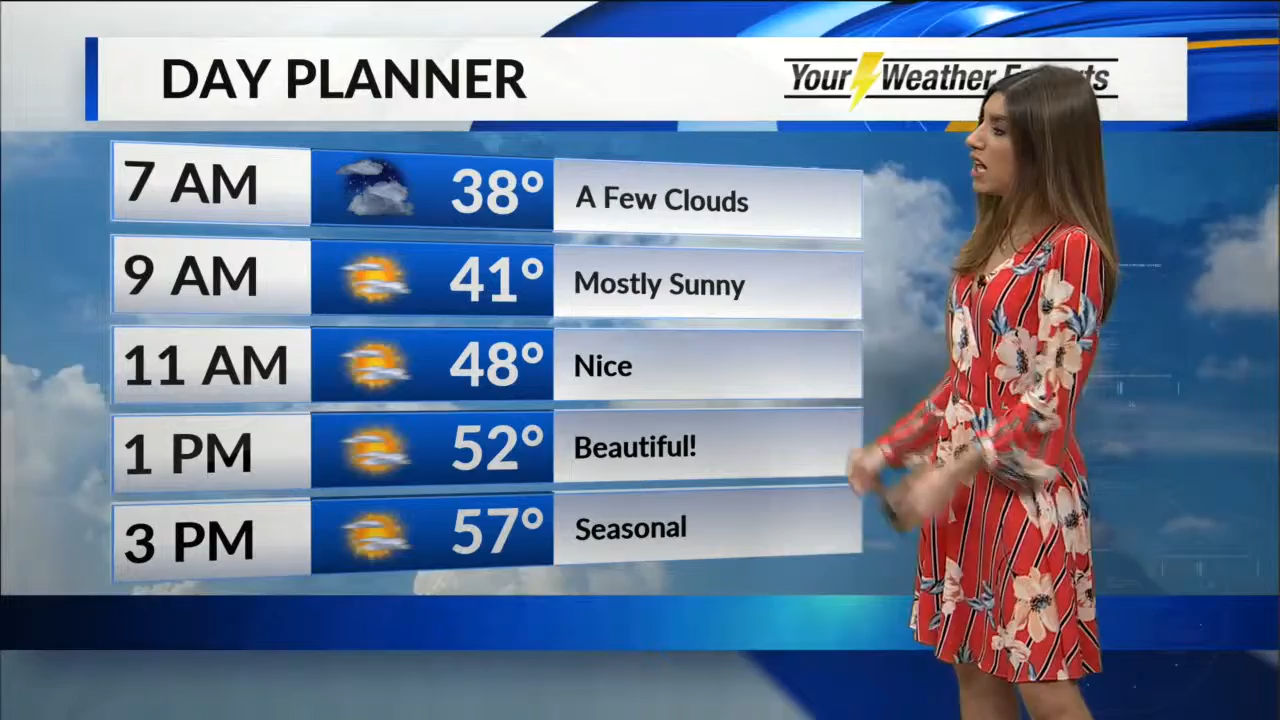 DAY PLANNER
Your Weather
7 AM 38° A Few Clouds
9 AM 41° Mostly Sunny
11 AM 48° Nice
1 PM 52° Beautiful!
3 PM 57° Seasonal